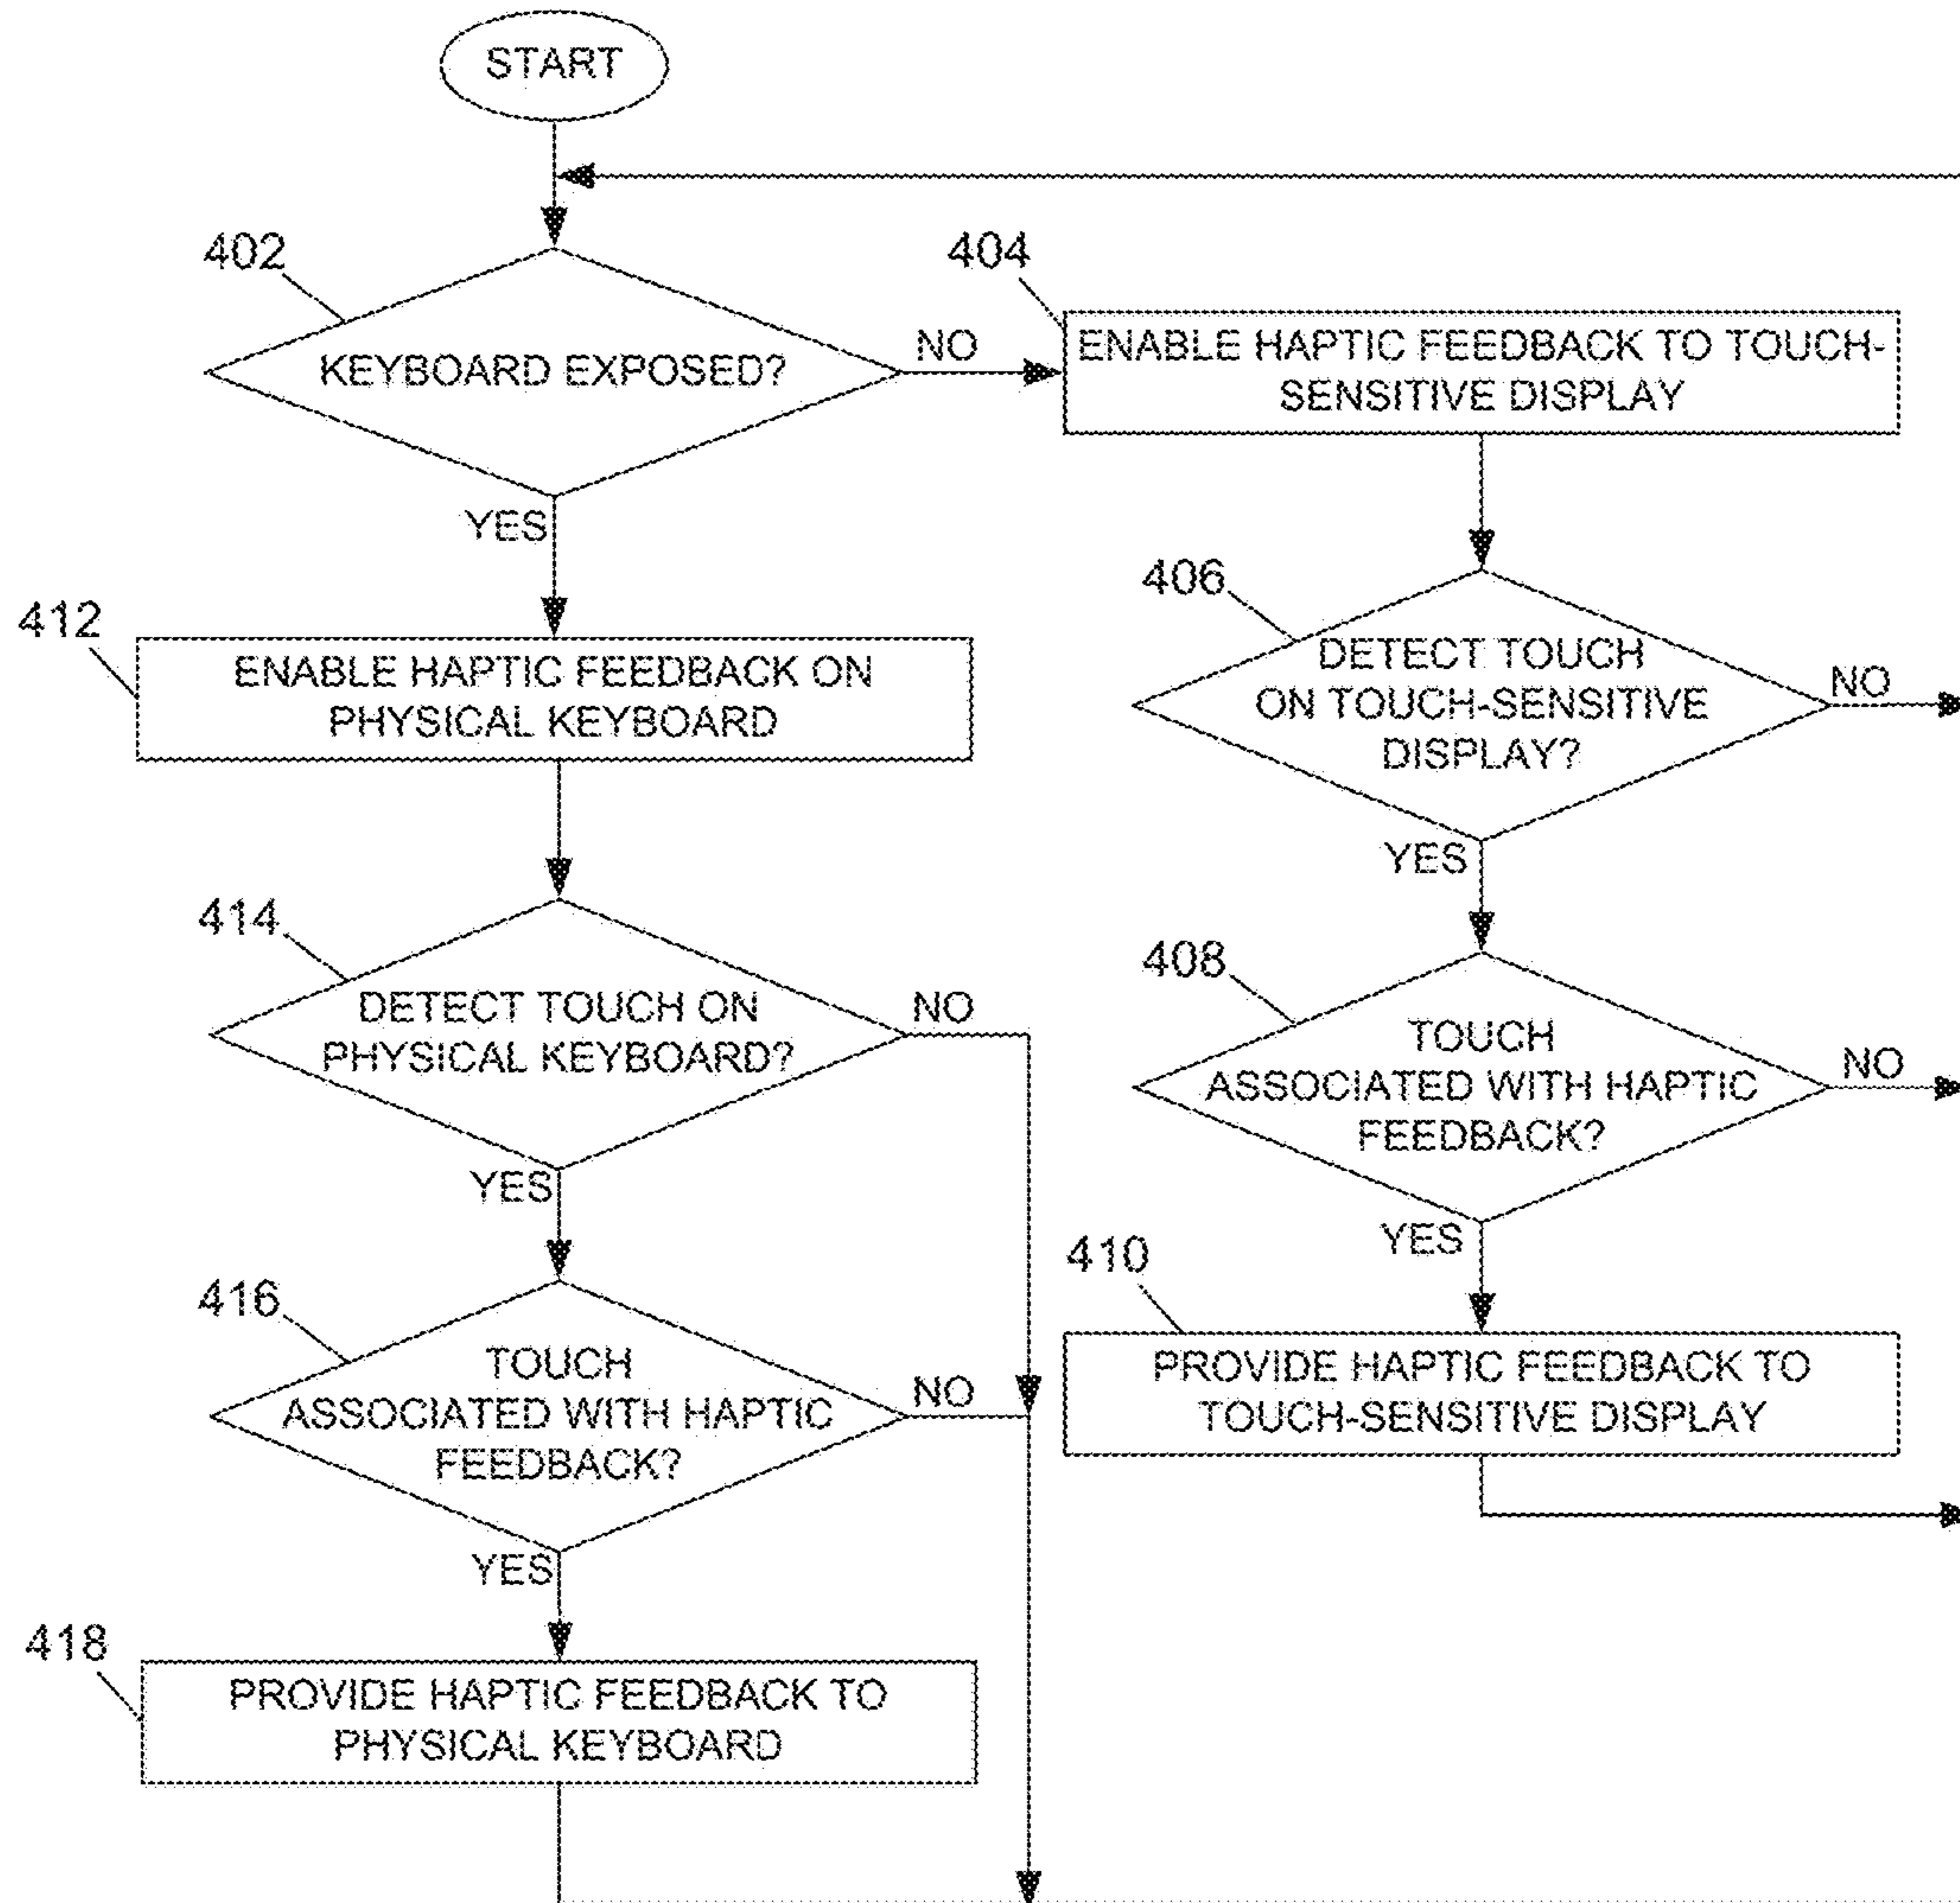 START
402
KEYBOARD EXPOSED?
NO
YES
404
ENABLE HAPTIC FEEDBACK TO TOUCH-
SENSITIVE DISPLAY
406
DETECT TOUCH
ON TOUCH-SENSITIVE
DISPLAY?
NO
YES
408
TOUCH
ASSOCIATED WITH HAPTIC
FEEDBACK?
NO
YES
410
PROVIDE HAPTIC FEEDBACK TO
TOUCH-SENSITIVE DISPLAY
412
ENABLE HAPTIC FEEDBACK ON
PHYSICAL KEYBOARD
414
DETECT TOUCH ON
PHYSICAL KEYBOARD?
NO
YES
416
TOUCH
ASSOCIATED WITH HAPTIC
FEEDBACK?
NO
YES
418
PROVIDE HAPTIC FEEDBACK TO
PHYSICAL KEYBOARD